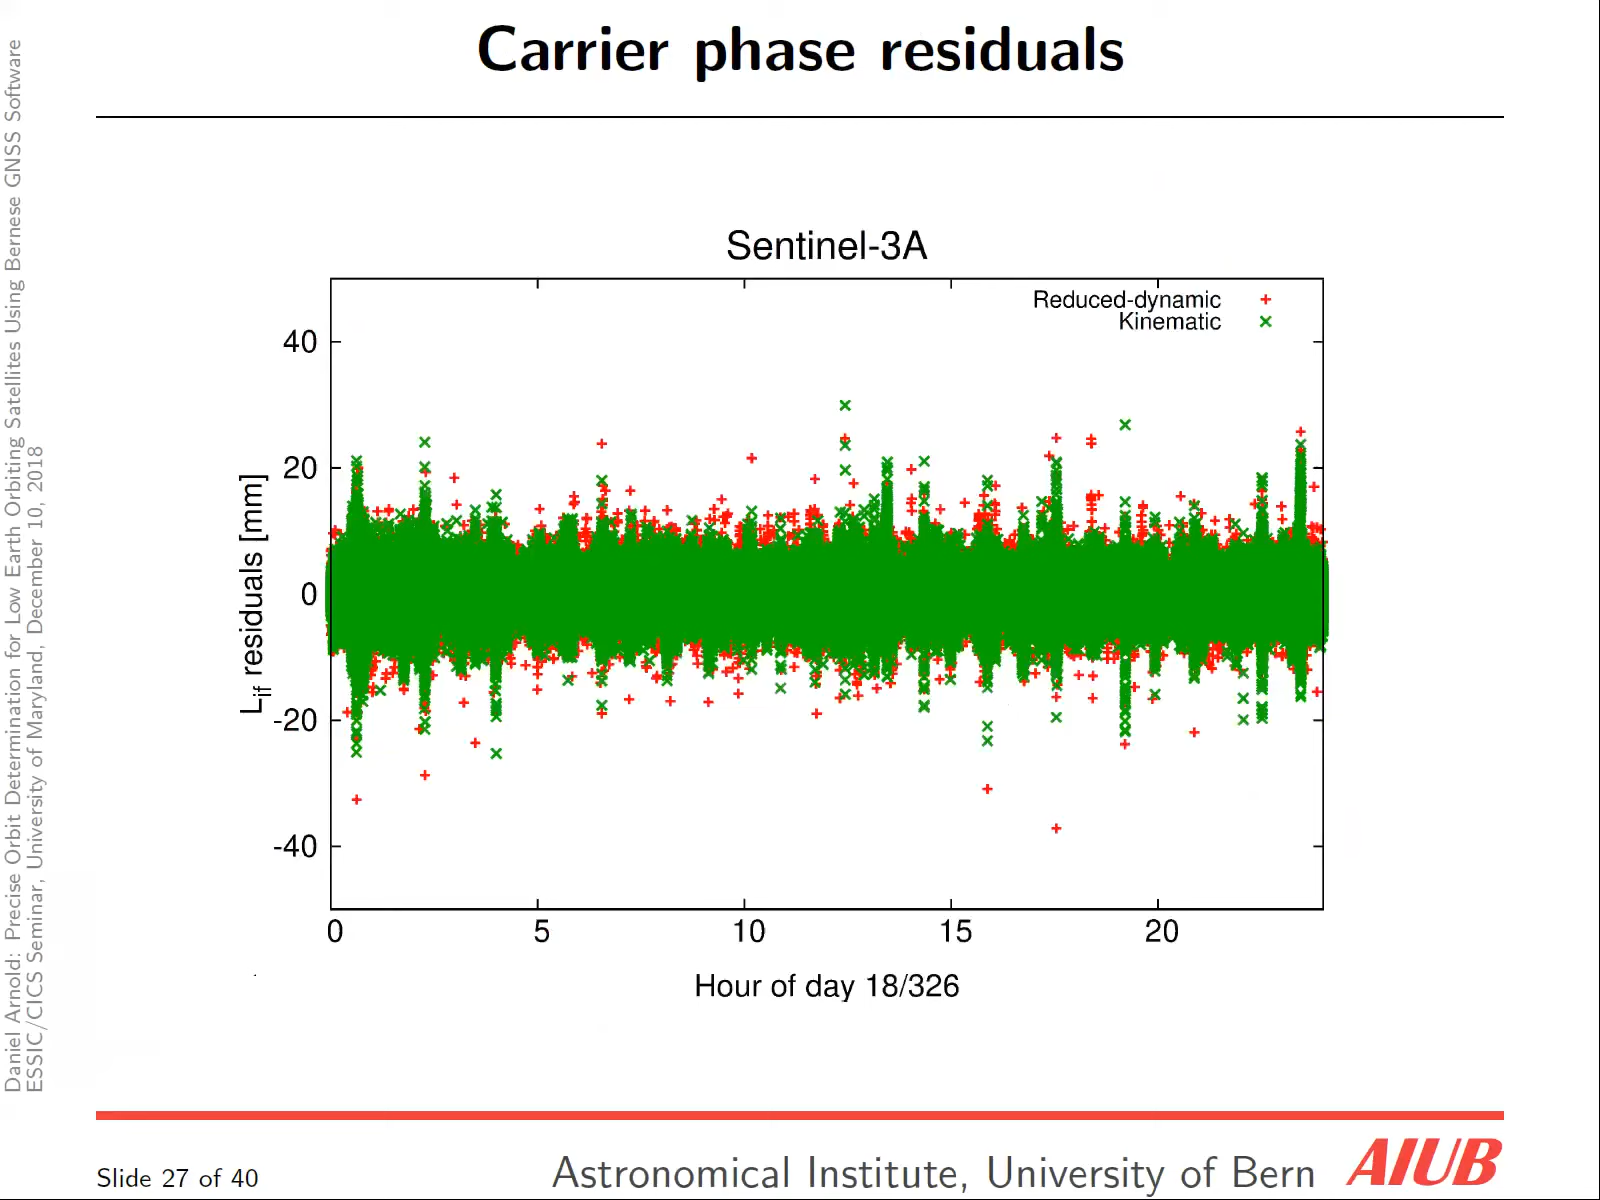 Carrier phase residuals
Daniel Arnold: Precise Orbit Determination for Low Earth Orbiting Satellites Using Bernese GNSS Software
ESSIC/CICS Seminar, University of Maryland, December 10, 2018
Sentinel-3A
Reduced-dynamic
Kinematic
40
20
0
-20
-40
Lif residuals [mm]
0 5 10 15 20
Hour of day 18/326
Slide 27 of 40
Astronomical Institute, University of Bern AIUB